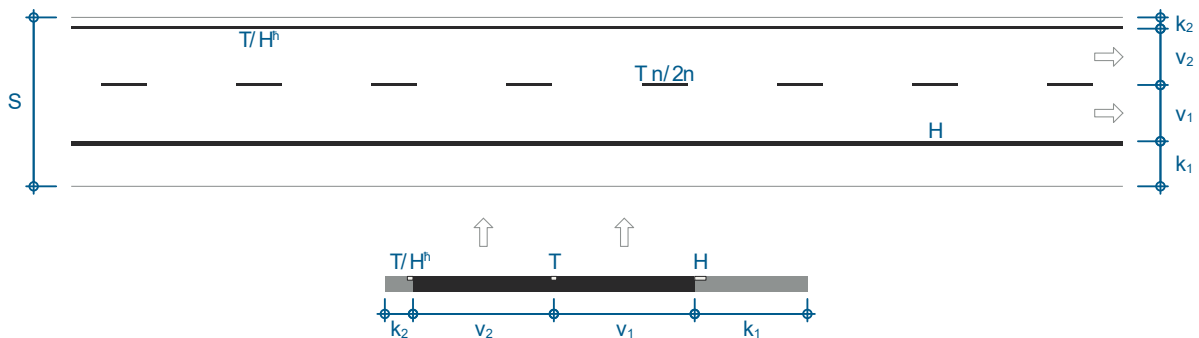 k₂
T/Hʰ
v₂
T n/2n
S
v₁
H
k₁
T/Hʰ
T
H
k₂
v₂
v₁
k₁